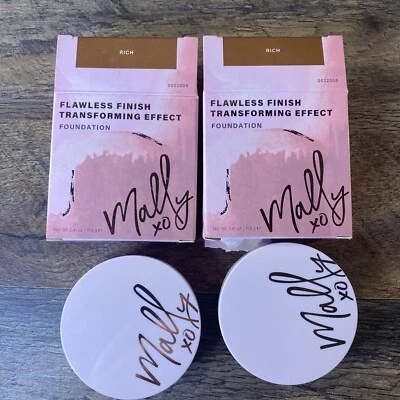 RICH
FLAWLESS FINISH
TRANSFORMING EFFECT
FOUNDATION
Mally
xo
RICH
FLAWLESS FINISH
TRANSFORMING EFFECT
FOUNDATION
Mally
xo
Mally
xo
Mally
xo